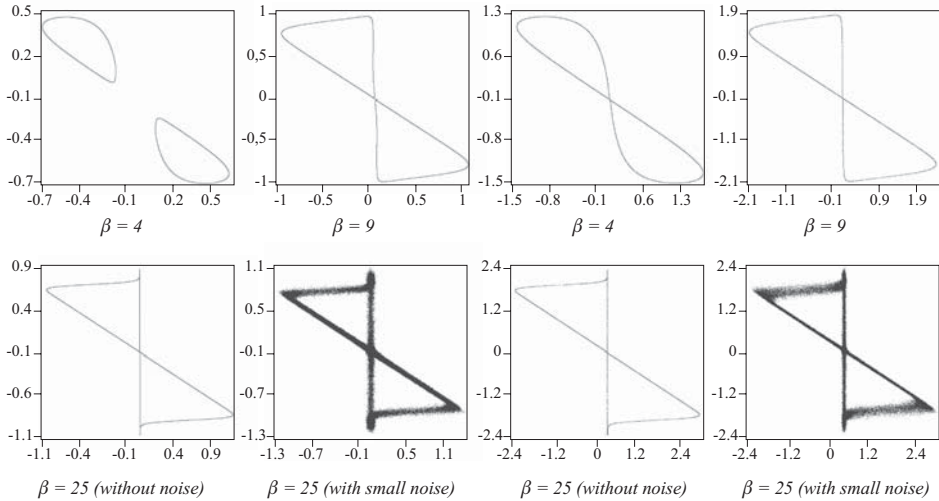 0.5
0.2
-0.1
-0.4
-0.7
-0.7 -0.4 -0.1 0.2 0.5
β = 4
1
0,5
0
-0.5
-1
-1 -0.5 0 0.5 1
β = 9
1.3
0.6
-0.1
-0.8
-1.5
-1.5 -0.8 -0.1 0.6 1.3
β = 4
1.9
0.9
-0.1
-1.1
-2.1
-2.1 -1.1 -0.1 0.9 1.9
β = 9
0.9
0.4
-0.1
-0.6
-1.1
-1.1 -0.6 -0.1 0.4 0.9
β = 25 (without noise)
1.1
0.5
-0.1
-0.7
-1.3
-1.3 -0.7 -0.1 0.5 1.1
β = 25 (with small noise)
2.4
1.2
0
-1.2
-2.4
-2.4 -1.2 0 1.2 2.4
β = 25 (without noise)
2.4
1.2
0
-1.2
-2.4
-2.4 -1.2 0 1.2 2.4
β = 25 (with small noise)